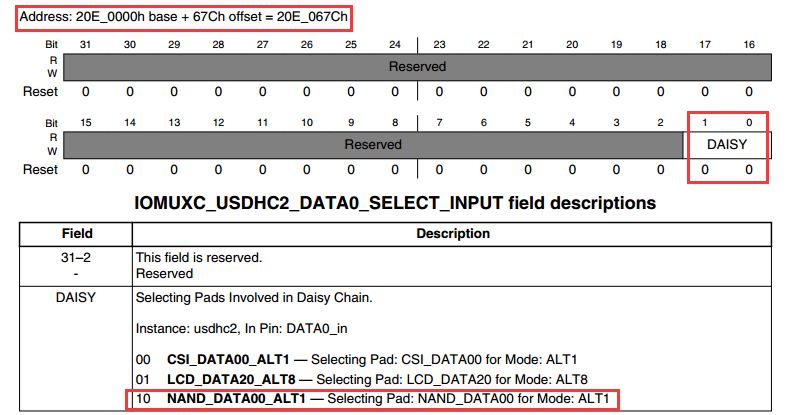 Address: 20E_0000h base + 67Ch offset = 20E_067Ch
Bit 31 30 29 28 27 26 25 24 23 22 21 20 19 18 17 16
R
W
Reserved
Reset 0 0 0 0 0 0 0 0 0 0 0 0 0 0 0 0
Bit 15 14 13 12 11 10 9 8 7 6 5 4 3 2 1 0
R
W
Reserved DAISY
Reset 0 0 0 0 0 0 0 0 0 0 0 0 0 0 0 0
IOMUXC_USDHC2_DATA0_SELECT_INPUT field descriptions
Field Description
31–2 This field is reserved.
- Reserved
DAISY Selecting Pads Involved in Daisy Chain.
Instance: usdhc2, In Pin: DATA0_in
00 CSI_DATA00_ALT1 — Selecting Pad: CSI_DATA00 for Mode: ALT1
01 LCD_DATA20_ALT8 — Selecting Pad: LCD_DATA20 for Mode: ALT8
10 NAND_DATA00_ALT1 — Selecting Pad: NAND_DATA00 for Mode: ALT1